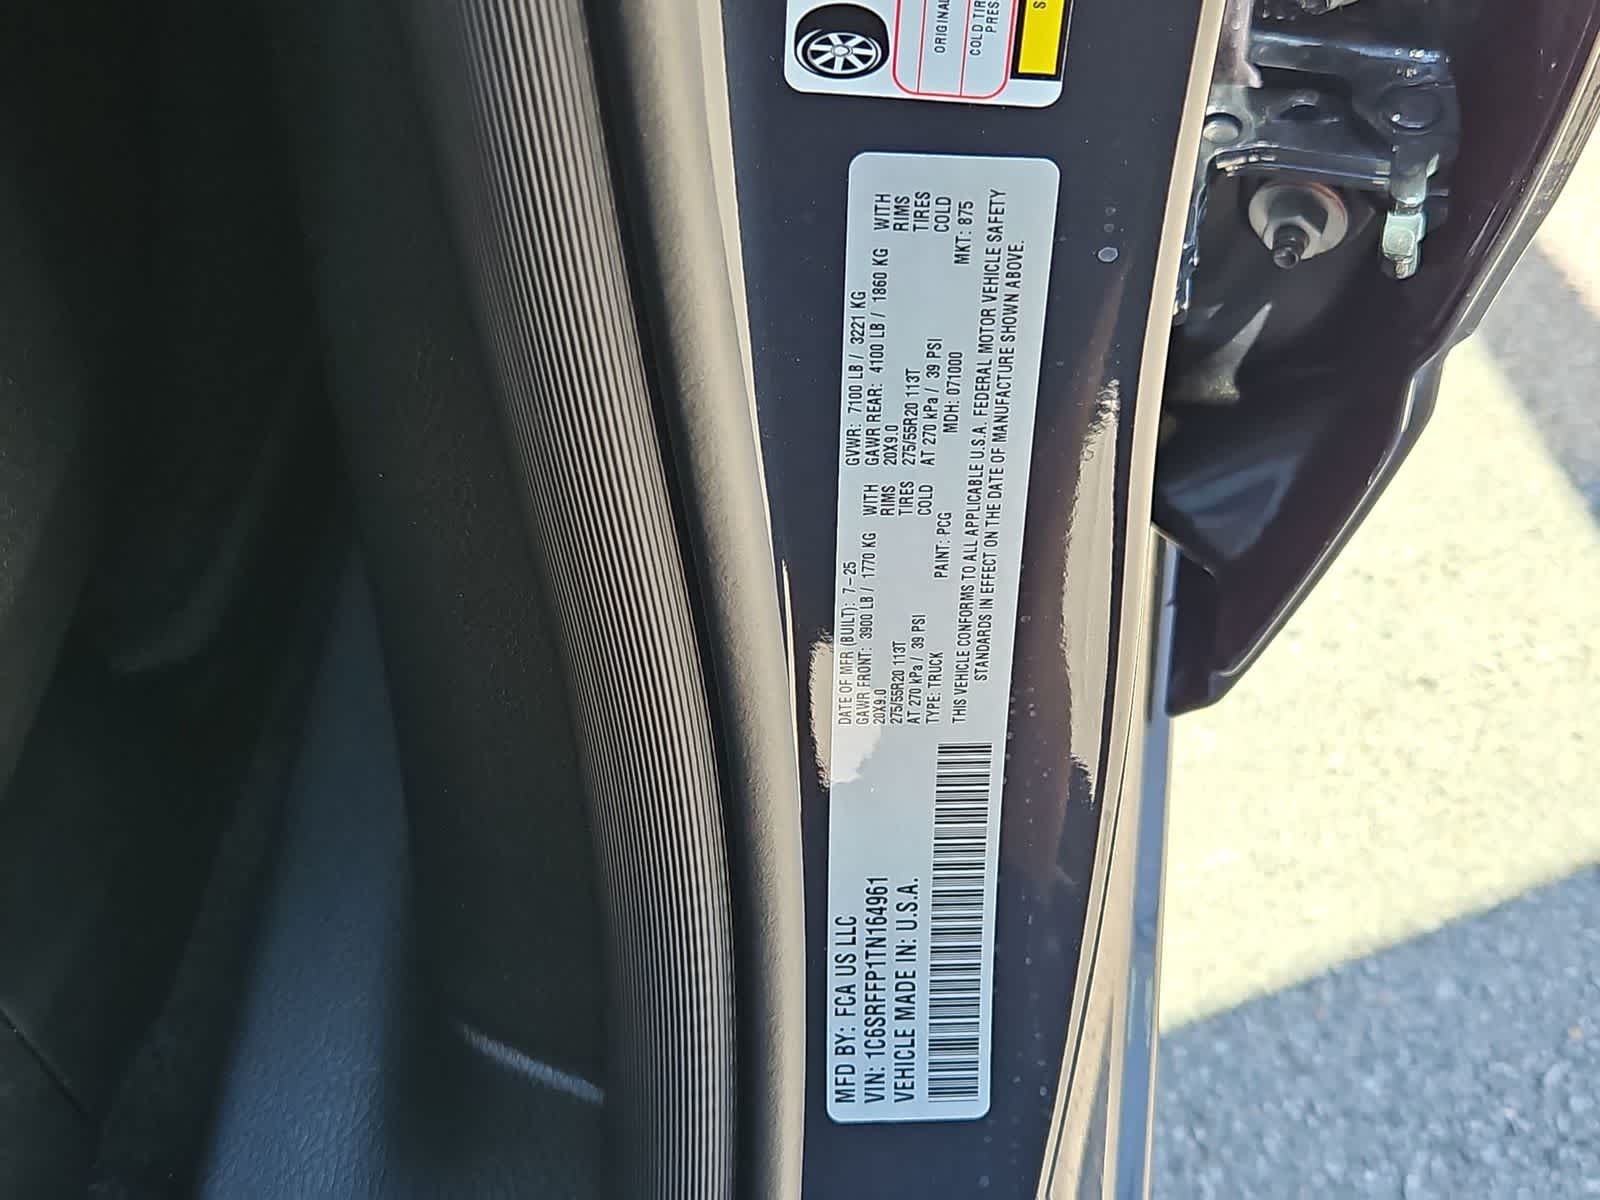 ORIGINAL
COLD TIR
PRES
S
MFD BY: FCA US LLC
VIN: 1C6SRFFP1TN164961
VEHICLE MADE IN: U.S.A.
DATE OF MFR (BUILT): 7-25 GVWR: 7100 LB / 3221 KG
GAWR FRONT: 3900 LB / 1770 KG WITH GAWR REAR: 4100 LB / 1860 KG WITH
20X9.0 RIMS 20X9.0 RIMS
275/55R20 113T TIRES 275/55R20 113T TIRES
AT 270 kPa / 39 PSI COLD AT 270 kPa / 39 PSI COLD
TYPE: TRUCK PAINT: PCG MDH: 071000 MKT: 875
THIS VEHICLE CONFORMS TO ALL APPLICABLE U.S.A. FEDERAL MOTOR VEHICLE SAFETY
STANDARDS IN EFFECT ON THE DATE OF MANUFACTURE SHOWN ABOVE.